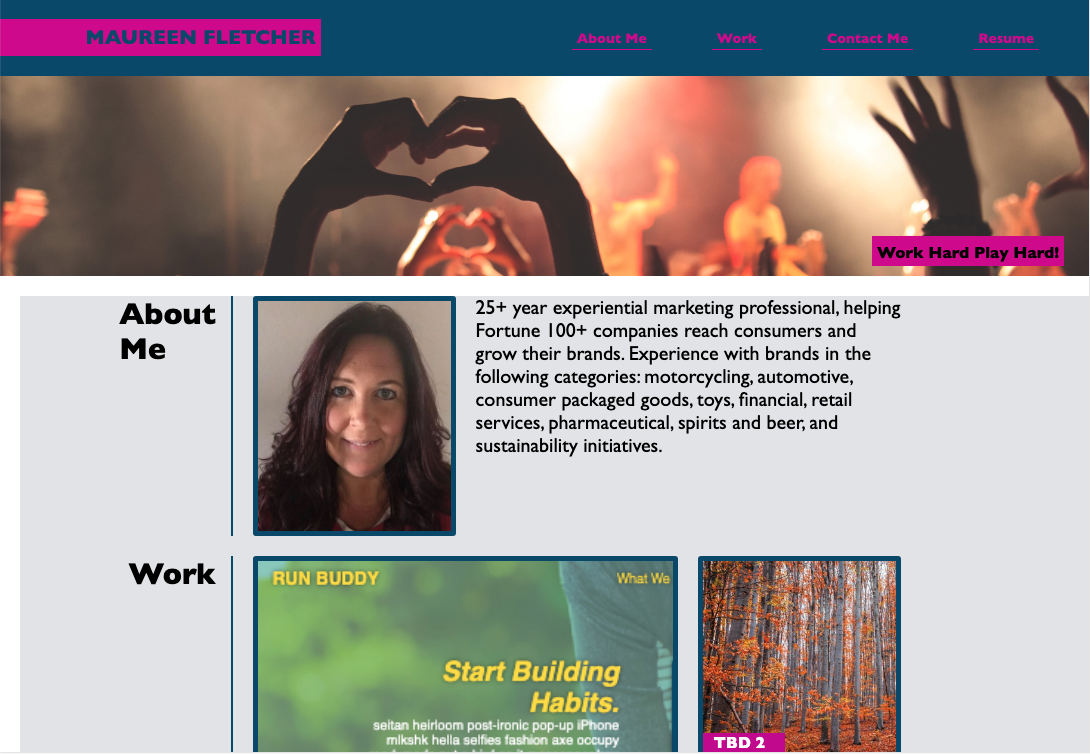 MAUREEN FLETCHER
About Me
Work
Contact Me
Resume
Work Hard Play Hard!
About
Me
25+ year experiential marketing professional, helping
Fortune 100+ companies reach consumers and
grow their brands. Experience with brands in the
following categories: motorcycling, automotive,
consumer packaged goods, toys, financial, retail
services, pharmaceutical, spirits and beer, and
sustainability initiatives.
Work
RUN BUDDY
What We
Start Building
Habits.
seitan heirloom post-ironic pop-up iPhone
mlkshk hella selfies fashion axe occupy
TBD 2